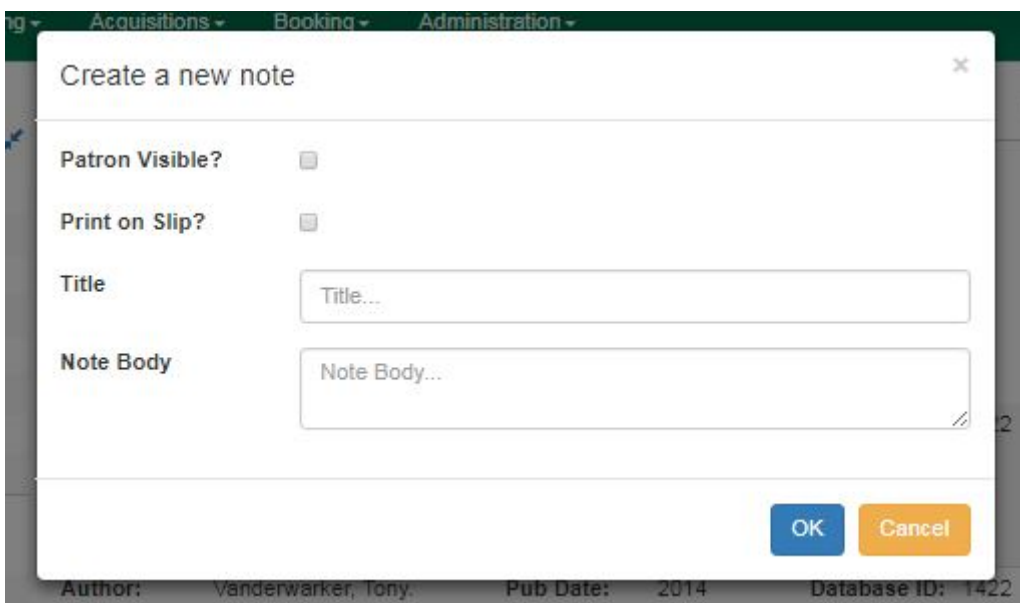 Acquisitions Booking Administration
Create a new note ×
Patron Visible?
Print on Slip?
Title Title...
Note Body Note Body...
OK Cancel
Author: Vanderwarker, Tony. Pub Date: 2014 Database ID: 1422